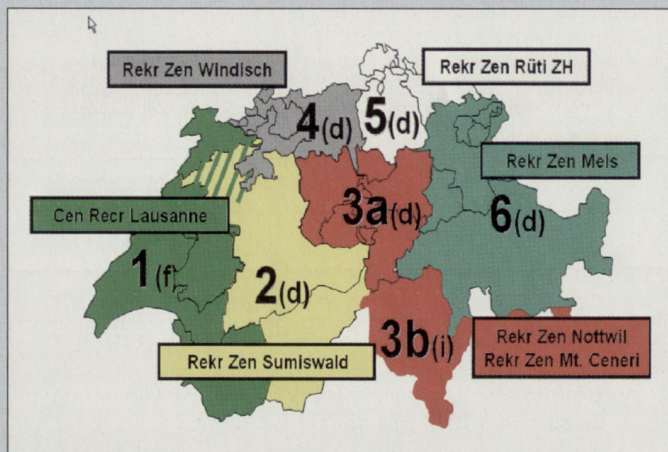 Rekr Zen Windisch
Rekr Zen Rüti ZH
4(d)
5(d)
Rekr Zen Mels
3a(d)
Cen Recr Lausanne
6(d)
1(f)
2(d)
3b(i)
Rekr Zen Nottwil
Rekr Zen Mt. Ceneri
Rekr Zen Sumiswald